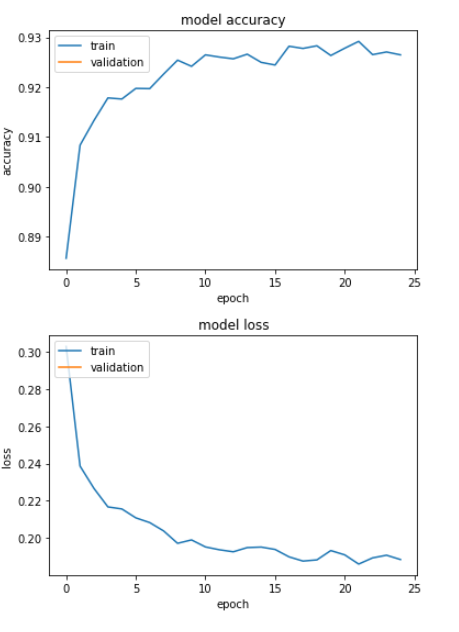 model accuracy
0.93
train
validation
0.92
0.91
accuracy
0.90
0.89
0 5 10 15 20 25
epoch
model loss
0.30
train
validation
0.28
0.26
0.24
loss
0.22
0.20
0 5 10 15 20 25
epoch